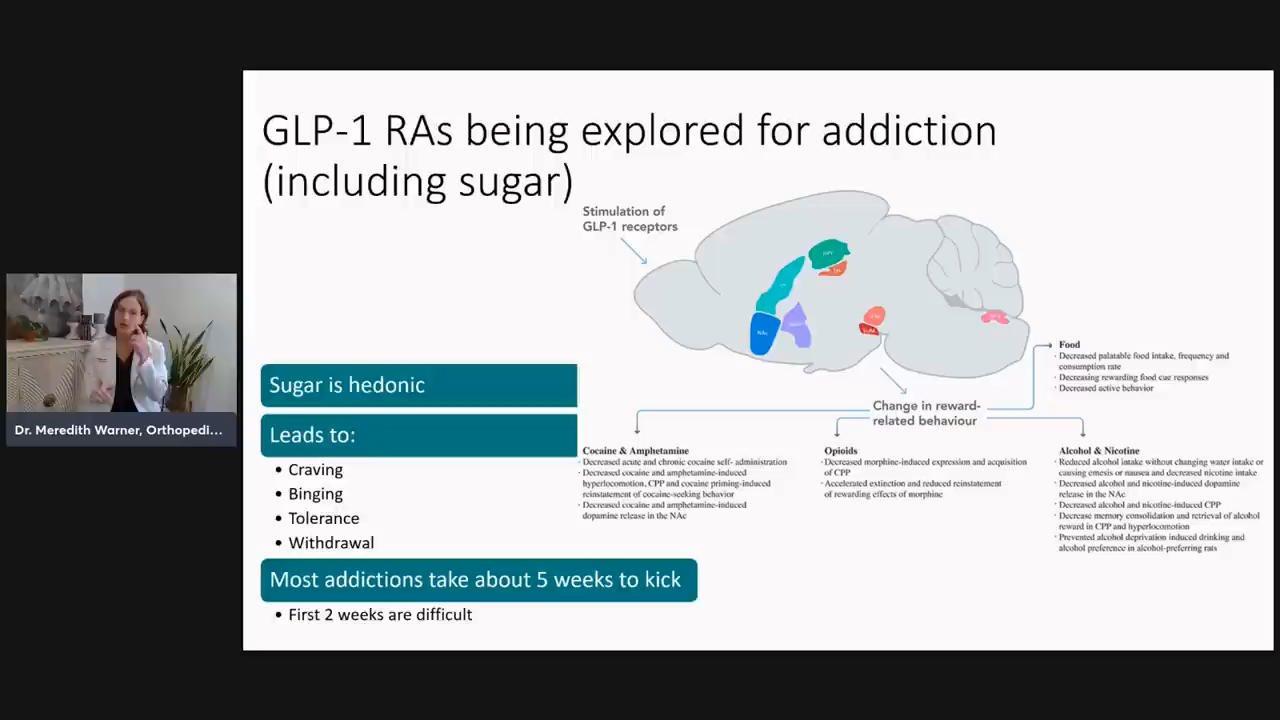 GLP-1 RAs being explored for addiction
(including sugar)
Stimulation of
GLP-1 receptors
NAc
Food
· Decreased palatable food intake, frequency and
consumption rate
· Decreasing rewarding food cue responses
· Decreased active behavior
Change in reward-
related behaviour
Sugar is hedonic
Leads to:
• Craving
• Binging
• Tolerance
• Withdrawal
Most addictions take about 5 weeks to kick
• First 2 weeks are difficult
Cocaine & Amphetamine
· Decreased acute and chronic cocaine self- administration
· Decreased cocaine and amphetamine-induced
hyperlocomotion, CPP and cocaine priming-induced
reinstatement of cocaine-seeking behavior
· Decreased cocaine and amphetamine-induced
dopamine release in the NAc
Opioids
· Decreased morphine-induced expression and acquisition
of CPP
· Accelerated extinction and reduced reinstatement
of rewarding effects of morphine
Alcohol & Nicotine
· Reduced alcohol intake without changing water intake or
causing emesis or nausea and decreased nicotine intake
· Decreased alcohol and nicotine-induced dopamine
release in the NAc
· Decreased alcohol and nicotine-induced CPP
· Decrease memory consolidation and retrieval of alcohol
reward in CPP and hyperlocomotion
· Prevented alcohol deprivation induced drinking and
alcohol preference in alcohol-preferring rats
Dr. Meredith Warner, Orthopedi...